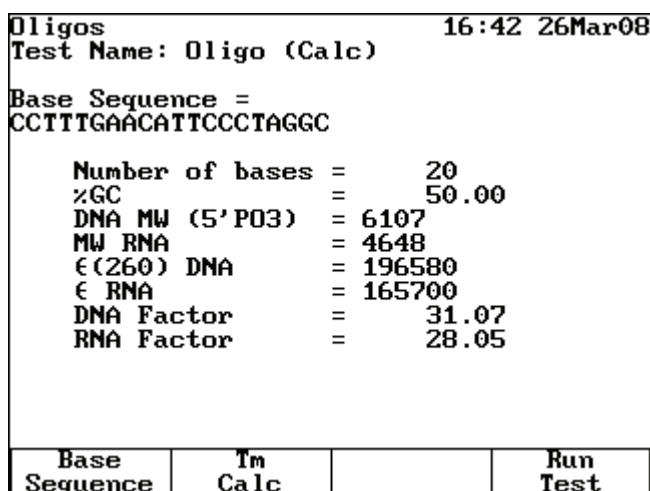 Oligos 16:42 26Mar08
Test Name: Oligo (Calc)
Base Sequence =
CCTTTGAACATTCCCTAGGC
Number of bases = 20
%GC = 50.00
DNA MW (5'PO3) = 6107
MW RNA = 4648
ϵ(260) DNA = 196580
ϵ RNA = 165700
DNA Factor = 31.07
RNA Factor = 28.05
Base Sequence Tm Calc Run Test